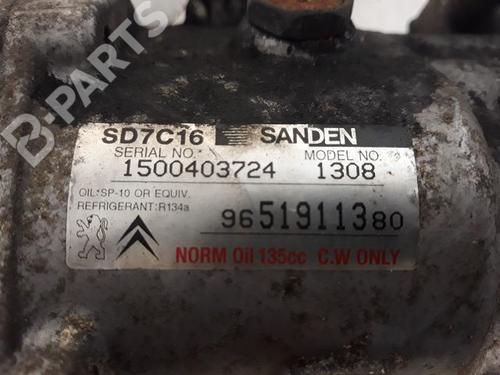 B-PARTS
SD7C16 SANDEN
SERIAL NO. MODEL NO.
1500403724 1308
OIL:SP-10 OR EQUIV.
REFRIGERANT:R134a
9651911380
NORM Oil 135cc C.W ONLY